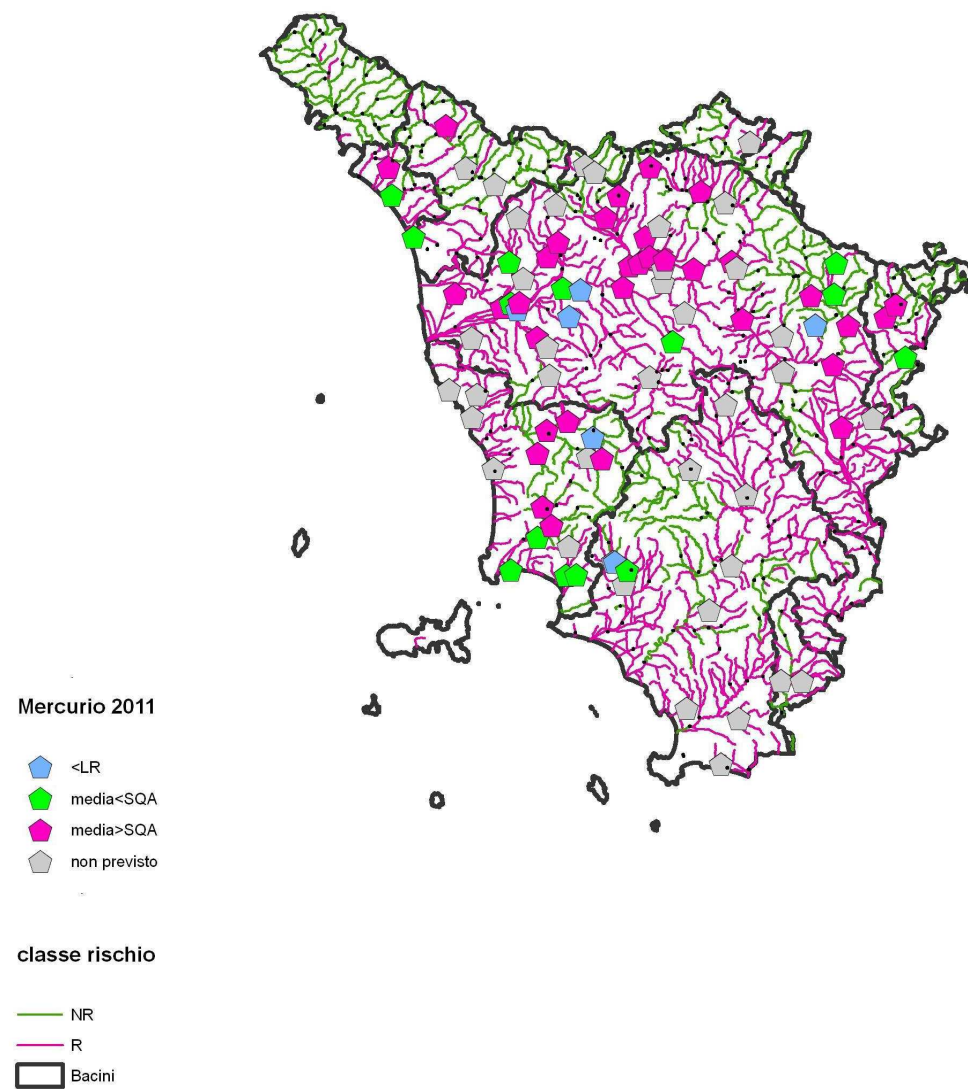 Mercurio 2011
<LR
media<SQA
media>SQA
non previsto
classe rischio
NR
R
Bacini